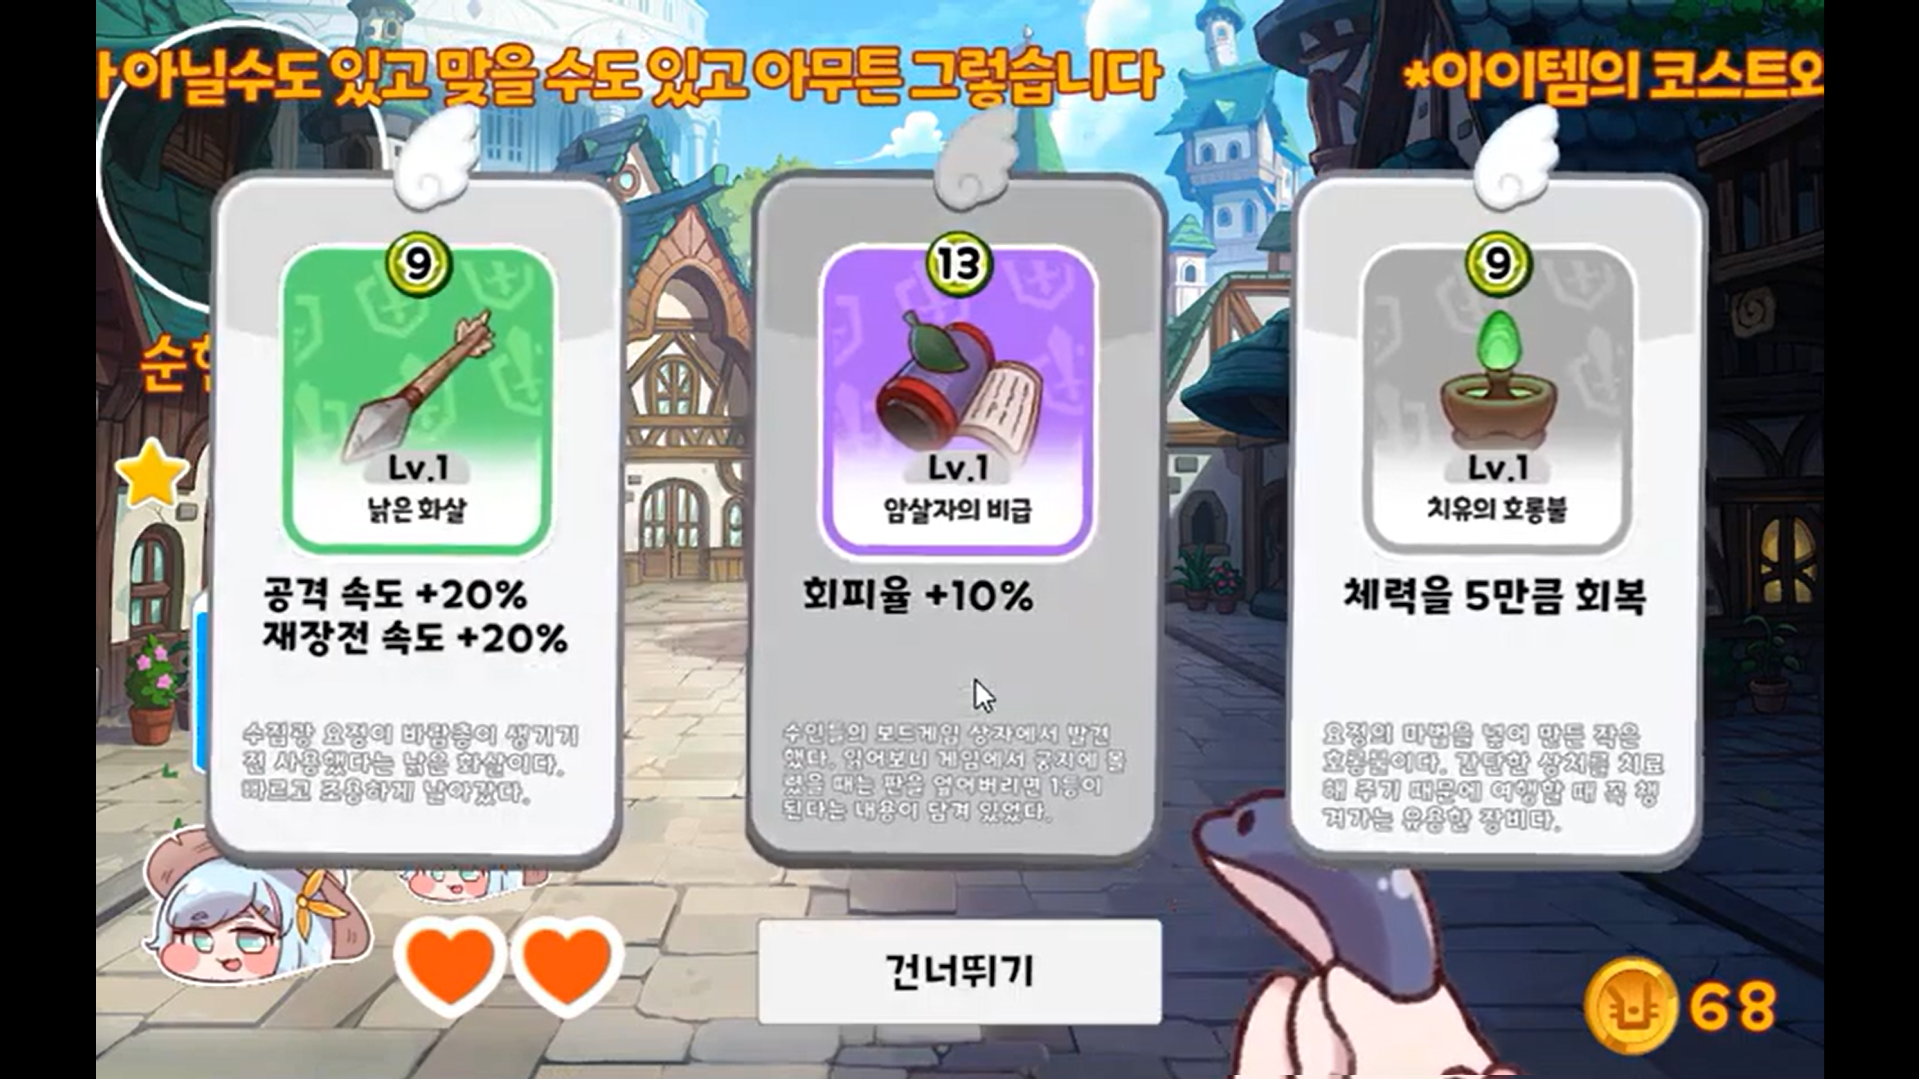 아닐수도 있고 맞을 수도 있고 아무튼 그렇습니다
*아이템의 코스트와
9
Lv.1
낡은 화살
공격 속도 +20%
재장전 속도 +20%
수집광 요정이 바람총이 생기기
전 사용했다는 낡은 화살이다.
빠르고 조용하게 날아갔다.
13
Lv.1
암살자의 비급
회피율 +10%
수인들의 보드게임 상자에서 발견
했다. 읽어보니 게임에서 궁지에 몰
렸을 때는 판을 엎어버리면 1등이
된다는 내용이 담겨 있었다.
9
Lv.1
치유의 호롱불
체력을 5만큼 회복
요정의 마법을 넣어 만든 작은
호롱불이다. 간단한 상처를 치료
해 주기 때문에 여행할 때 꼭 챙
겨가는 유용한 장비다.
건너뛰기
68